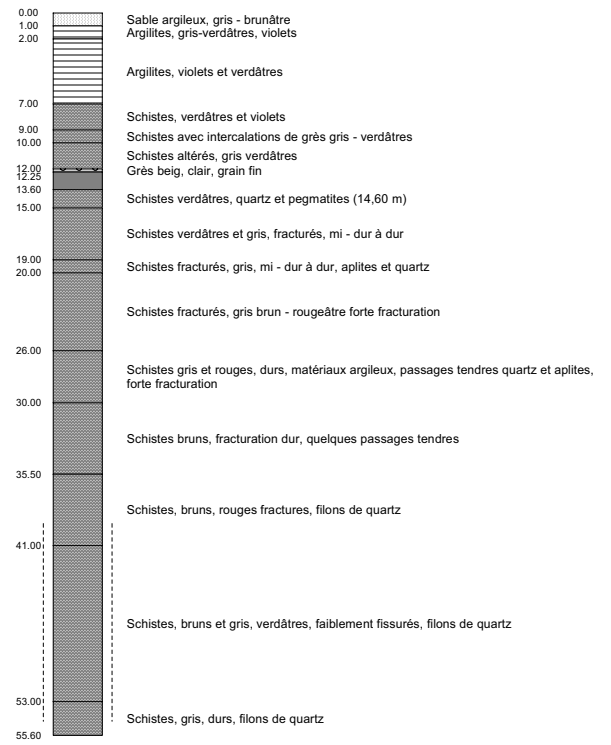 0.00
Sable argileux, gris - brunâtre
1.00
Argilites, gris-verdâtres, violets
2.00
Argilites, violets et verdâtres
7.00
Schistes, verdâtres et violets
9.00
Schistes avec intercalations de grès gris - verdâtres
10.00
Schistes altérés, gris verdâtres
12.00
Grès beig, clair, grain fin
12.25
13.60
Schistes verdâtres, quartz et pegmatites (14,60 m)
15.00
Schistes verdâtres et gris, fracturés, mi - dur à dur
19.00
Schistes fracturés, gris, mi - dur à dur, aplites et quartz
20.00
Schistes fracturés, gris brun - rougeâtre forte fracturation
26.00
Schistes gris et rouges, durs, matériaux argileux, passages tendres quartz et aplites,
forte fracturation
30.00
Schistes bruns, fracturation dur, quelques passages tendres
35.50
Schistes, bruns, rouges fractures, filons de quartz
41.00
Schistes, bruns et gris, verdâtres, faiblement fissurés, filons de quartz
53.00
Schistes, gris, durs, filons de quartz
55.60